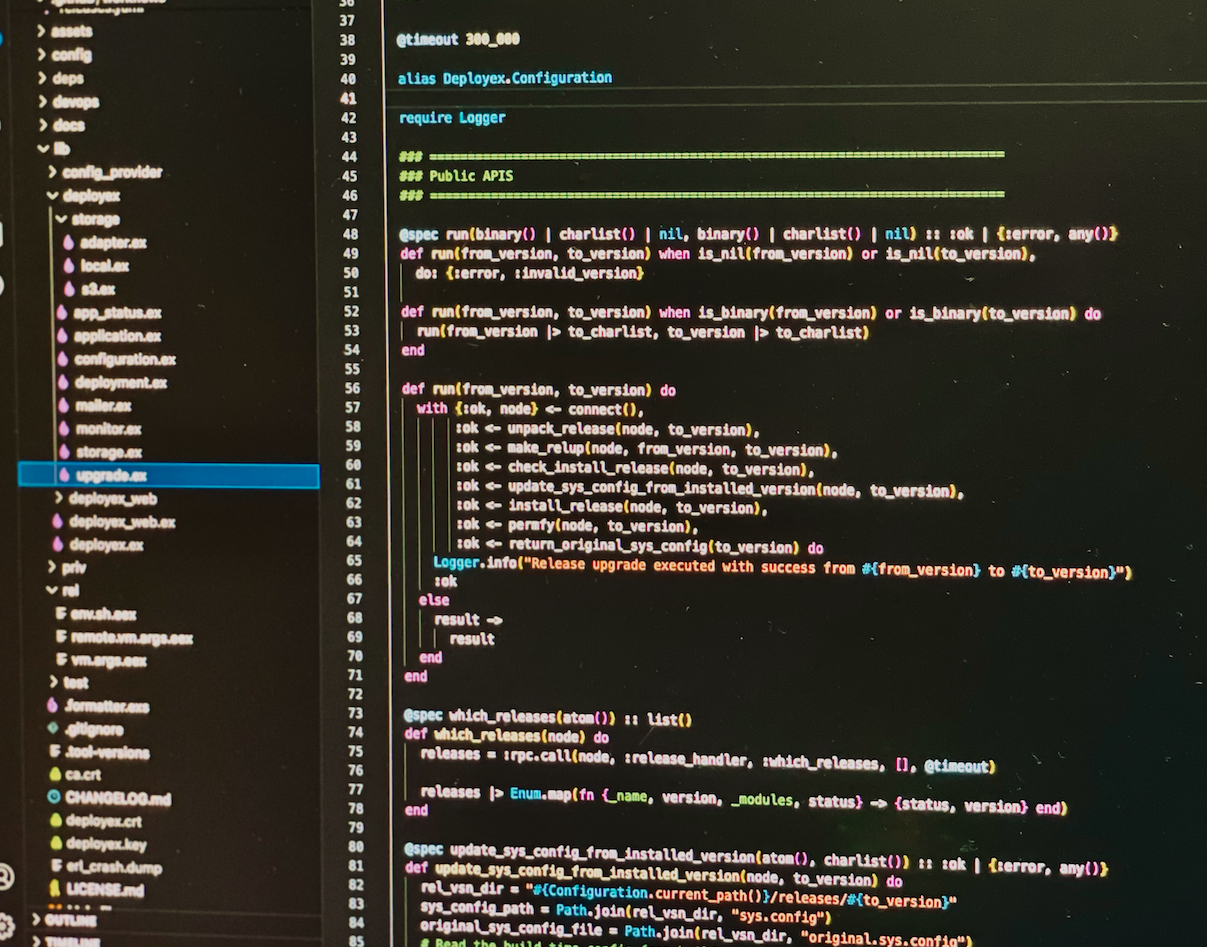 assets
config
deps
devops
docs
lib
config_provider
deployex
storage
adapter.ex
local.ex
s3.ex
app_status.ex
application.ex
configuration.ex
deployment.ex
mailer.ex
monitor.ex
storage.ex
upgrade.ex
deployex_web
deployex_web.ex
deployex.ex
priv
rel
env.sh.eex
remote.vm.args.eex
vm.args.eex
test
.formatter.exs
.gitignore
.tool-versions
ca.crt
CHANGELOG.md
deployex.crt
deployex.key
erl_crash.dump
LICENSE.md
OUTLINE
TIMELINE
36
37
38 @timeout 300_000
39
40 alias Deployex.Configuration
41
42 require Logger
43
44 ### ============================================================================
45 ### Public APIS
46 ### ============================================================================
47
48 @spec run(binary() | charlist() | nil, binary() | charlist() | nil) :: :ok | {:error, any()}
49 def run(from_version, to_version) when is_nil(from_version) or is_nil(to_version),
50 do: {:error, :invalid_version}
51
52 def run(from_version, to_version) when is_binary(from_version) or is_binary(to_version) do
53 run(from_version |> to_charlist, to_version |> to_charlist)
54 end
55
56 def run(from_version, to_version) do
57 with {:ok, node} <- connect(),
58 :ok <- unpack_release(node, to_version),
59 :ok <- make_relup(node, from_version, to_version),
60 :ok <- check_install_release(node, to_version),
61 :ok <- update_sys_config_from_installed_version(node, to_version),
62 :ok <- install_release(node, to_version),
63 :ok <- permfy(node, to_version),
64 :ok <- return_original_sys_config(to_version) do
65 Logger.info("Release upgrade executed with success from #{from_version} to #{to_version}")
66 :ok
67 else
68 result ->
69 result
70 end
71 end
72
73 @spec which_releases(atom()) :: list()
74 def which_releases(node) do
75 releases = :rpc.call(node, :release_handler, :which_releases, [], @timeout)
76
77 releases |> Enum.map(fn {_name, version, _modules, status} -> {status, version} end)
78 end
79
80 @spec update_sys_config_from_installed_version(atom(), charlist()) :: :ok | {:error, any()}
81 def update_sys_config_from_installed_version(node, to_version) do
82 rel_vsn_dir = "#{Configuration.current_path()}/releases/#{to_version}"
83 sys_config_path = Path.join(rel_vsn_dir, "sys.config")
84 original_sys_config_file = Path.join(rel_vsn_dir, "original.sys.config")
85